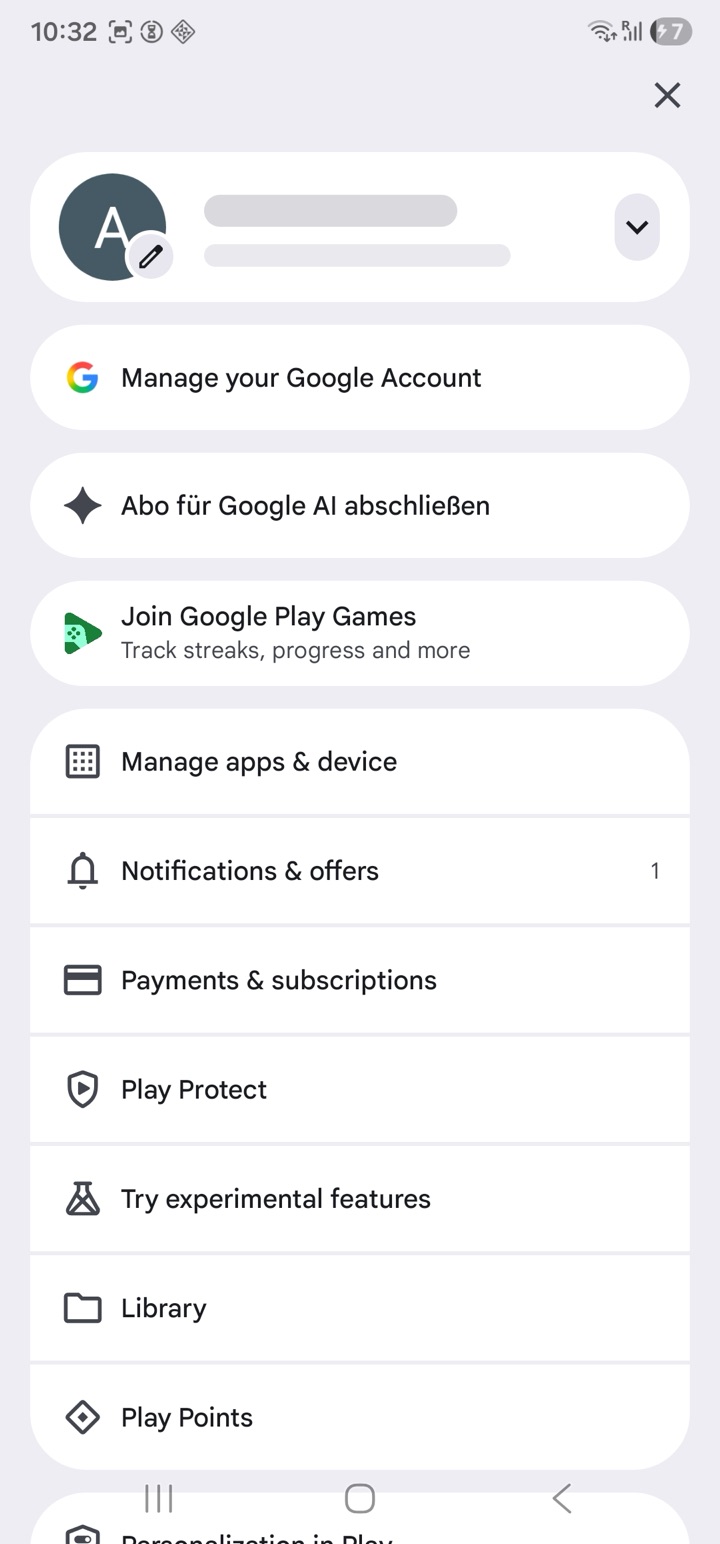 10:32
R
7
A
Manage your Google Account
Abo für Google AI abschließen
Join Google Play Games
Track streaks, progress and more
Manage apps & device
Notifications & offers
1
Payments & subscriptions
Play Protect
Try experimental features
Library
Play Points
Personalization in Play